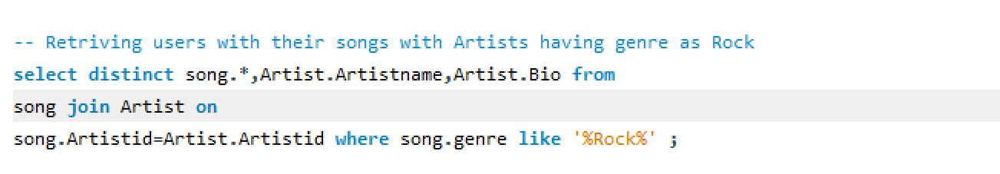 -- Retriving users with their songs with Artists having genre as Rock
select distinct song.*,Artist.Artistname,Artist.Bio from
song join Artist on
song.Artistid=Artist.Artistid where song.genre like '%Rock%' ;